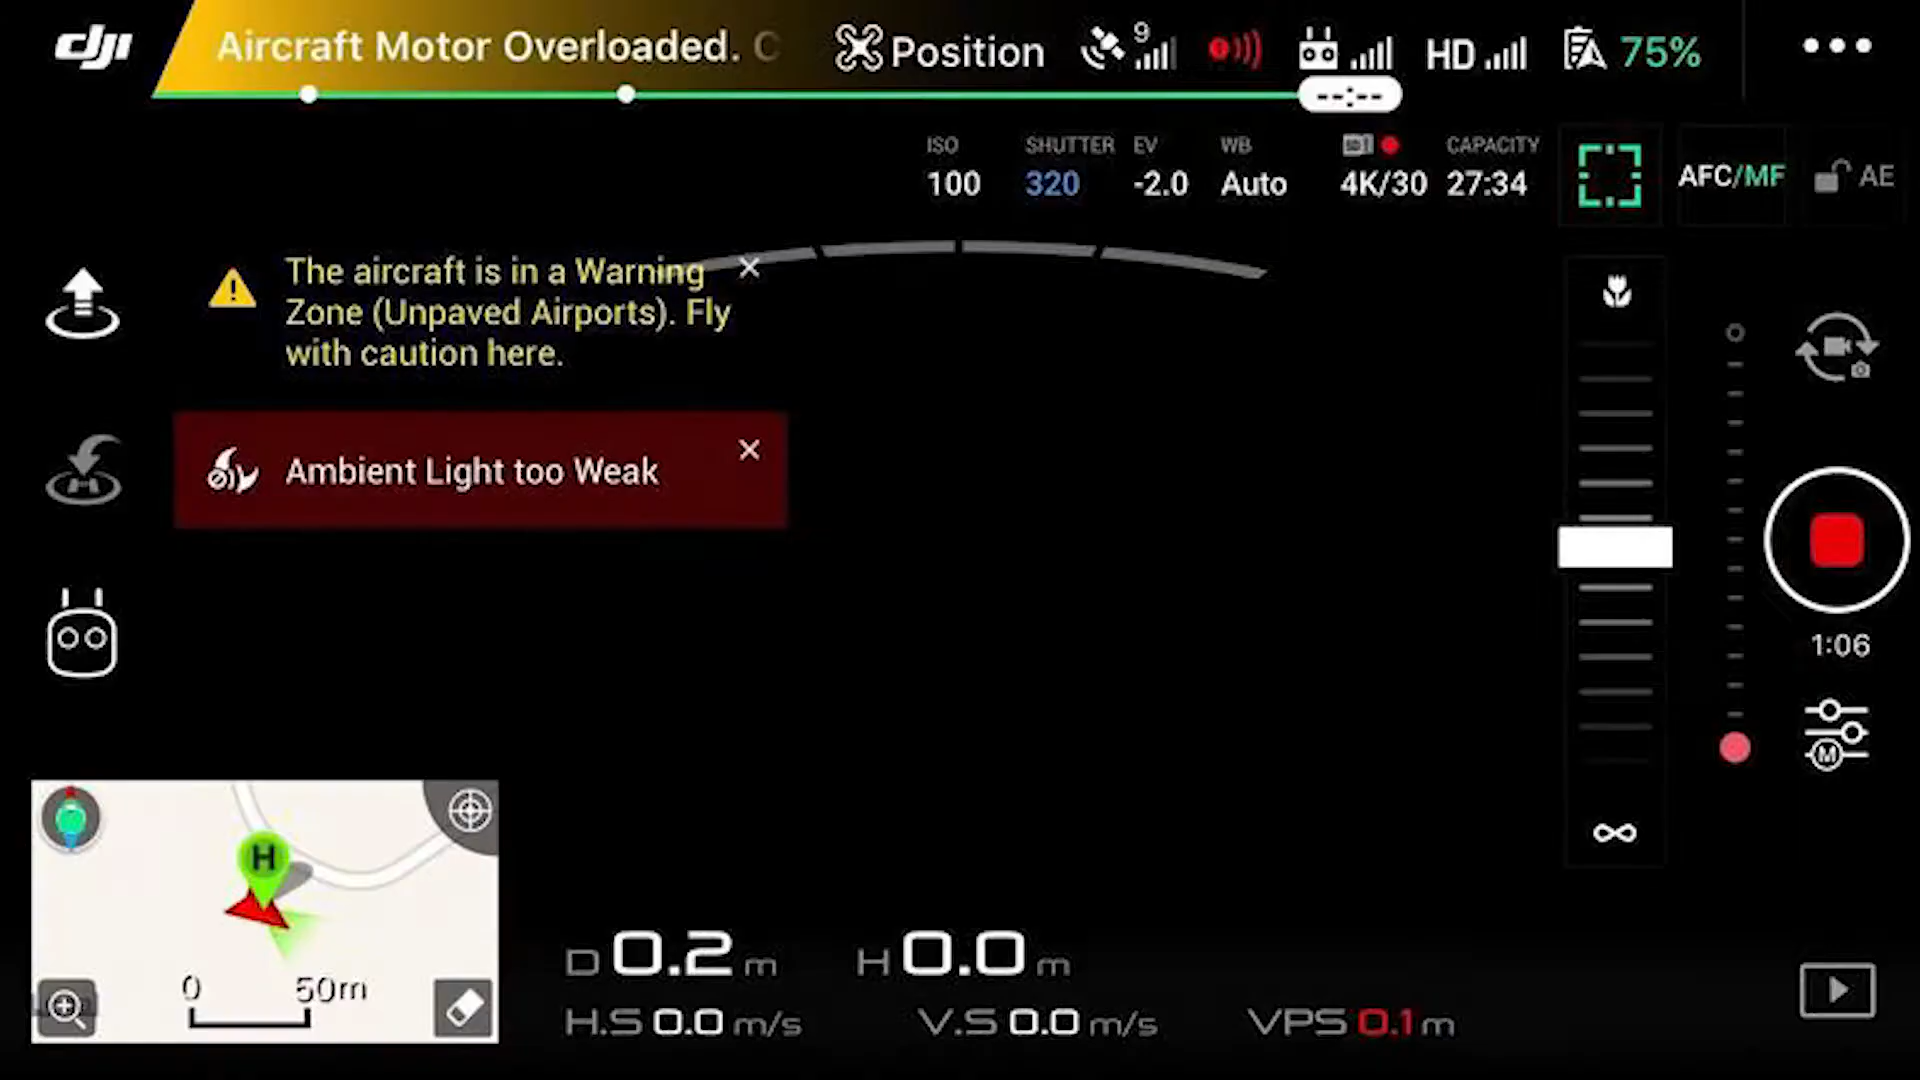 dji Aircraft Motor Overloaded. C Position 9 HD 75%
--:--
ISO SHUTTER EV WB CAPACITY
100 320 -2.0 Auto 4K/30 27:34
AFC/MF AE
The aircraft is in a Warning
Zone (Unpaved Airports). Fly
with caution here.
Ambient Light too Weak
1:06
M
H
0 50m
D 0.2 m H 0.0 m
H.S 0.0 m/s V.S 0.0 m/s VPS 0.1 m